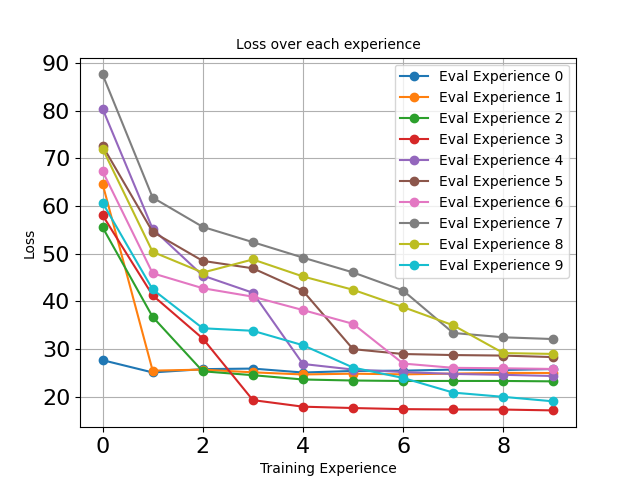 Loss over each experience
90
80
70
60
50
40
30
20
Loss
0
2
4
6
8
Training Experience
Eval Experience 0
Eval Experience 1
Eval Experience 2
Eval Experience 3
Eval Experience 4
Eval Experience 5
Eval Experience 6
Eval Experience 7
Eval Experience 8
Eval Experience 9